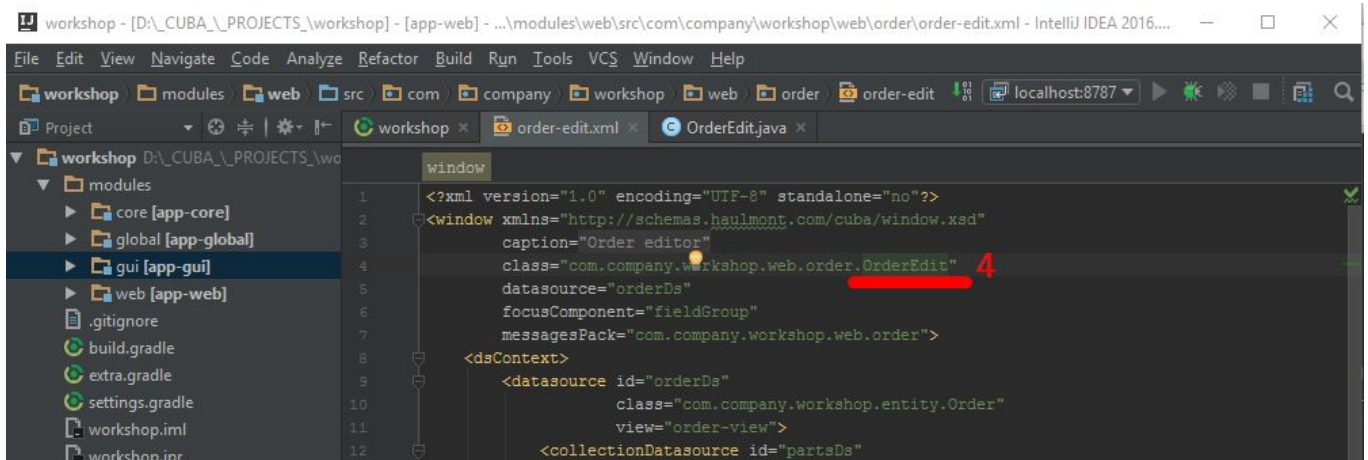 workshop - [D:\_CUBA_\_PROJECTS_\workshop] - [app-web] - ...\modules\web\src\com\company\workshop\web\order\order-edit.xml - IntelliJ IDEA 2016....
File Edit View Navigate Code Analyze Refactor Build Run Tools VCS Window Help
workshop modules web src com company workshop web order order-edit localhost:8787
Project workshop order-edit.xml OrderEdit.java
workshop D:\_CUBA_\_PROJECTS_\wo
modules
core [app-core]
global [app-global]
gui [app-gui]
web [app-web]
.gitignore
build.gradle
extra.gradle
settings.gradle
workshop.iml
workshop.ipr
window
1 <?xml version="1.0" encoding="UTF-8" standalone="no"?>
2 <window xmlns="http://schemas.haulmont.com/cuba/window.xsd"
3 caption="Order editor"
4 class="com.company.workshop.web.order.OrderEdit" 4
5 datasource="orderDs"
6 focusComponent="fieldGroup"
7 messagesPack="com.company.workshop.web.order">
8 <dsContext>
9 <datasource id="orderDs"
10 class="com.company.workshop.entity.Order"
11 view="order-view">
12 <collectionDatasource id="partsDs"